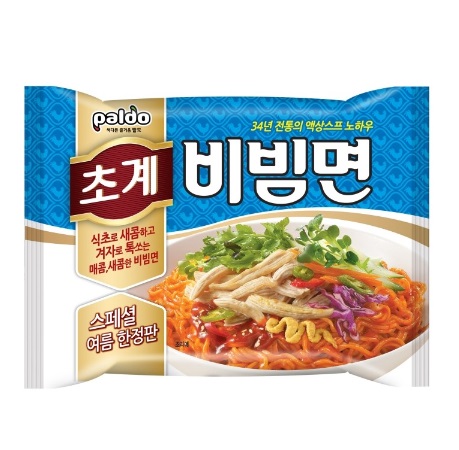 paldo
34년 전통의 액상스프 노하우
초계
비빔면
식초로 새콤하고
겨자로 톡쏘는
매콤,새콤한 비빔면
스페셜
여름 한정판